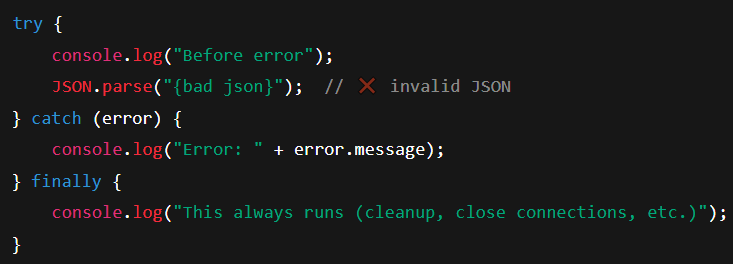 try {
    console.log("Before error");
    JSON.parse("{bad json}");  // ❌ invalid JSON
} catch (error) {
    console.log("Error: " + error.message);
} finally {
    console.log("This always runs (cleanup, close connections, etc.)");
}